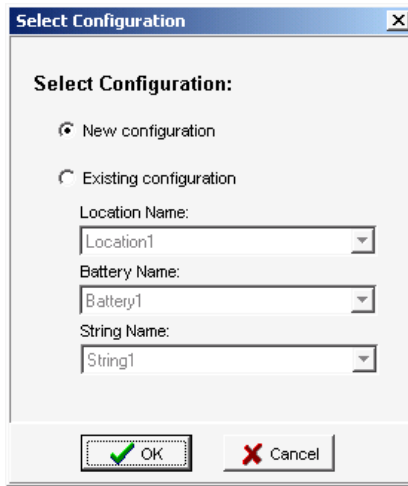 Select Configuration
Select Configuration:
New configuration
Existing configuration
Location Name:
Location1
Battery Name:
Battery1
String Name:
String1
OK
Cancel